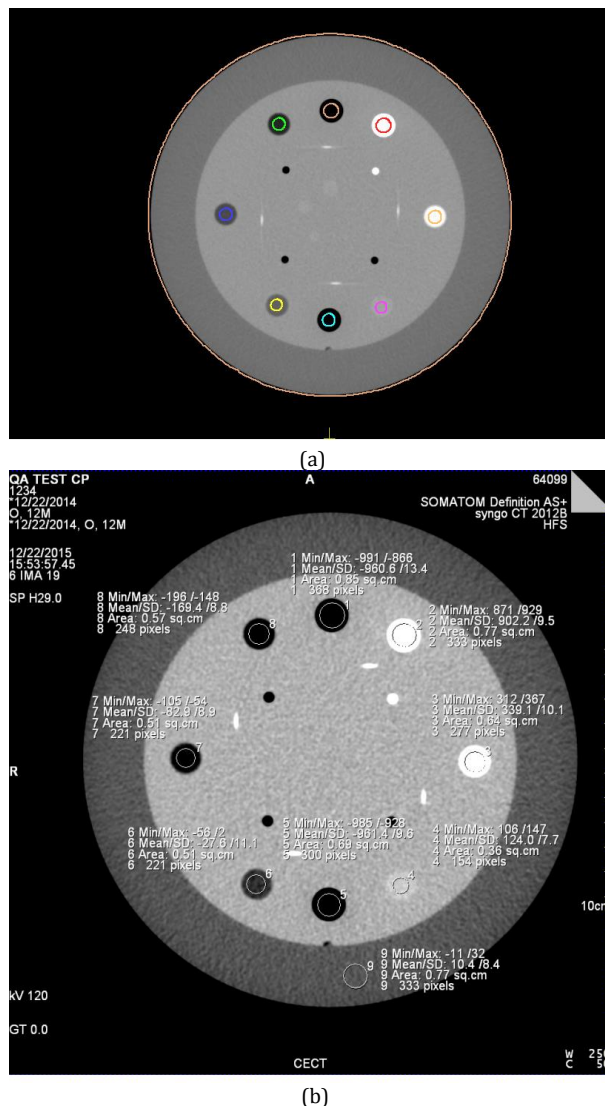 (a)
QA TEST CP
1234
*12/22/2014
O, 12M
*12/22/2014, O, 12M
12/22/2015
15:53:57.45
6 IMA 19
SP H29.0
A
64099
SOMATOM Definition AS+
syngo CT 2012B
HFS
1 Min/Max: -991 /-866
1 Mean/SD: -960.6 /13.4
1 Area: 0.85 sq.cm
1 368 pixels
1
8 Min/Max: -196 /-148
8 Mean/SD: -169.4 / 8.8
8 Area: 0.57 sq.cm
8 248 pixels
8
2 Min/Max: 871 /929
2 Mean/SD: 902.2 /9.5
2 Area: 0.77 sq.cm
2 333 pixels
2
7 Min/Max: -105 /-54
7 Mean/SD: -82.9 / 8.9
7 Area: 0.51 sq.cm
7 221 pixels
7
3 Min/Max: 312 /367
3 Mean/SD: 339.1 /10.1
3 Area: 0.64 sq.cm
3 277 pixels
3
R
6 Min/Max: -56 /2
6 Mean/SD: -27.6 /11.1
6 Area: 0.51 sq.cm
6 221 pixels
6
5 Min/Max: -985 /-928
5 Mean/SD: -961.4 / 9.6
5 Area: 0.69 sq.cm
5 300 pixels
5
4 Min/Max: 106 /147
4 Mean/SD: 124.0 /7.7
4 Area: 0.36 sq.cm
4 154 pixels
4
10cm
9 Min/Max: -11 / 32
9 Mean/SD: 10.4 / 8.4
9 Area: 0.77 sq.cm
9 333 pixels
9
kV 120
GT 0.0
CECT
W 250
C
(b)